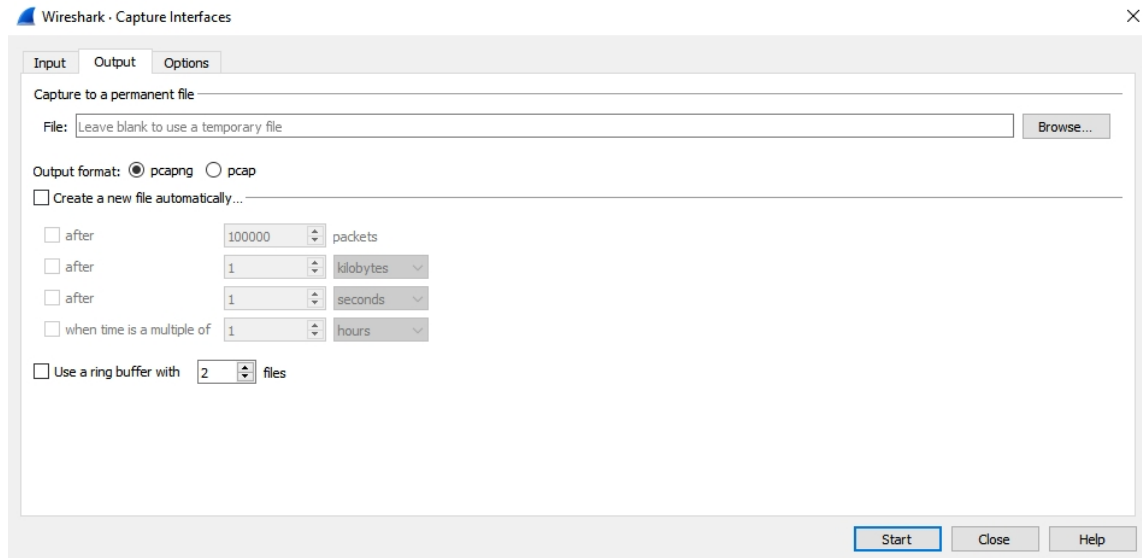 Wireshark · Capture Interfaces
Input Output Options
Capture to a permanent file
File: Leave blank to use a temporary file Browse...
Output format: pcapng pcap
Create a new file automatically...
after 100000 packets
after 1 kilobytes
after 1 seconds
when time is a multiple of 1 hours
Use a ring buffer with 2 files
Start Close Help